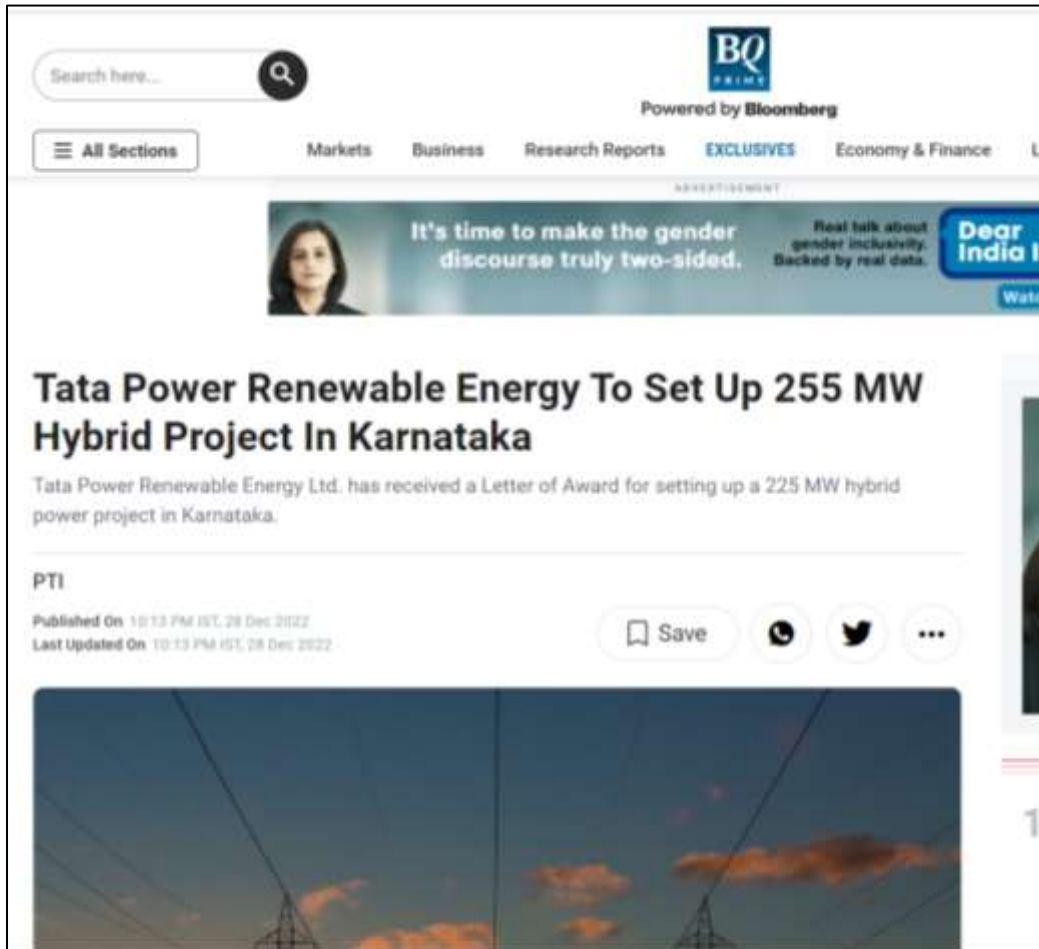 Search here...
BQ
PRIME
Powered by Bloomberg
All Sections
Markets
Business
Research Reports
EXCLUSIVES
Economy & Finance
L
ADVERTISEMENT
It's time to make the gender
discourse truly two-sided.
Real talk about
gender inclusivity.
Backed by real data.
Dear
India I
Watc
Tata Power Renewable Energy To Set Up 255 MW
Hybrid Project In Karnataka
Tata Power Renewable Energy Ltd. has received a Letter of Award for setting up a 225 MW hybrid
power project in Karnataka.
PTI
Published On 10:13 PM IST, 28 Dec 2022
Last Updated On 10:13 PM IST, 28 Dec 2022
Save
1